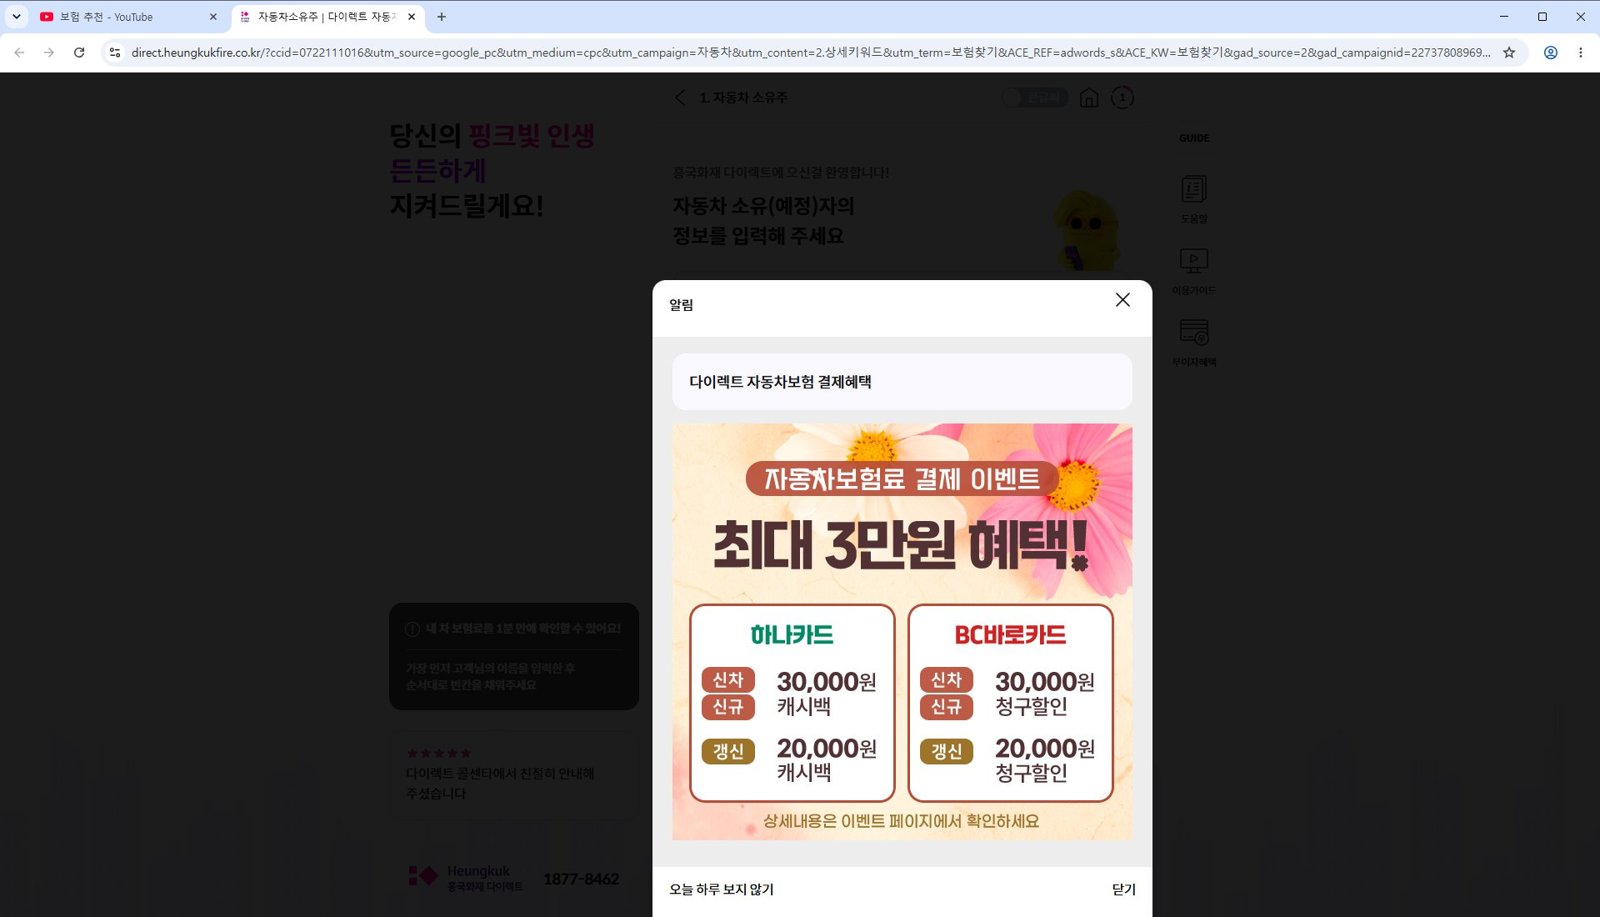 보험 추천 - YouTube
자동차소유주 | 다이렉트 자동차
direct.heungkukfire.co.kr/?ccid=0722111016&utm_source=google_pc&utm_medium=cpc&utm_campaign=자동차&utm_content=2.상세키워드&utm_term=보험찾기&ACE_REF=adwords_s&ACE_KW=보험찾기&gad_source=2&gad_campaignid=22737808969...
1. 자동차 소유주
큰글씨
1
당신의 핑크빛 인생
든든하게
지켜드릴게요!
흥국화재 다이렉트에 오신걸 환영합니다!
자동차 소유(예정)자의
정보를 입력해 주세요
GUIDE
도움말
이용가이드
무이자혜택
알림
다이렉트 자동차보험 결제혜택
자동차보험료 결제 이벤트
최대 3만원 혜택!
하나카드
신차
신규
30,000원
캐시백
갱신
20,000원
캐시백
BC바로카드
신차
신규
30,000원
청구할인
갱신
20,000원
청구할인
상세내용은 이벤트 페이지에서 확인하세요
오늘 하루 보지 않기
닫기
내 차 보험료를 1분 만에 확인할 수 있어요!
가장 먼저 고객님의 이름을 입력한 후
순서대로 빈칸을 채워주세요
★★★★★
다이렉트 콜센타에서 친절히 안내해
주셨습니다
Heungkuk
흥국화재 다이렉트
1877-8462